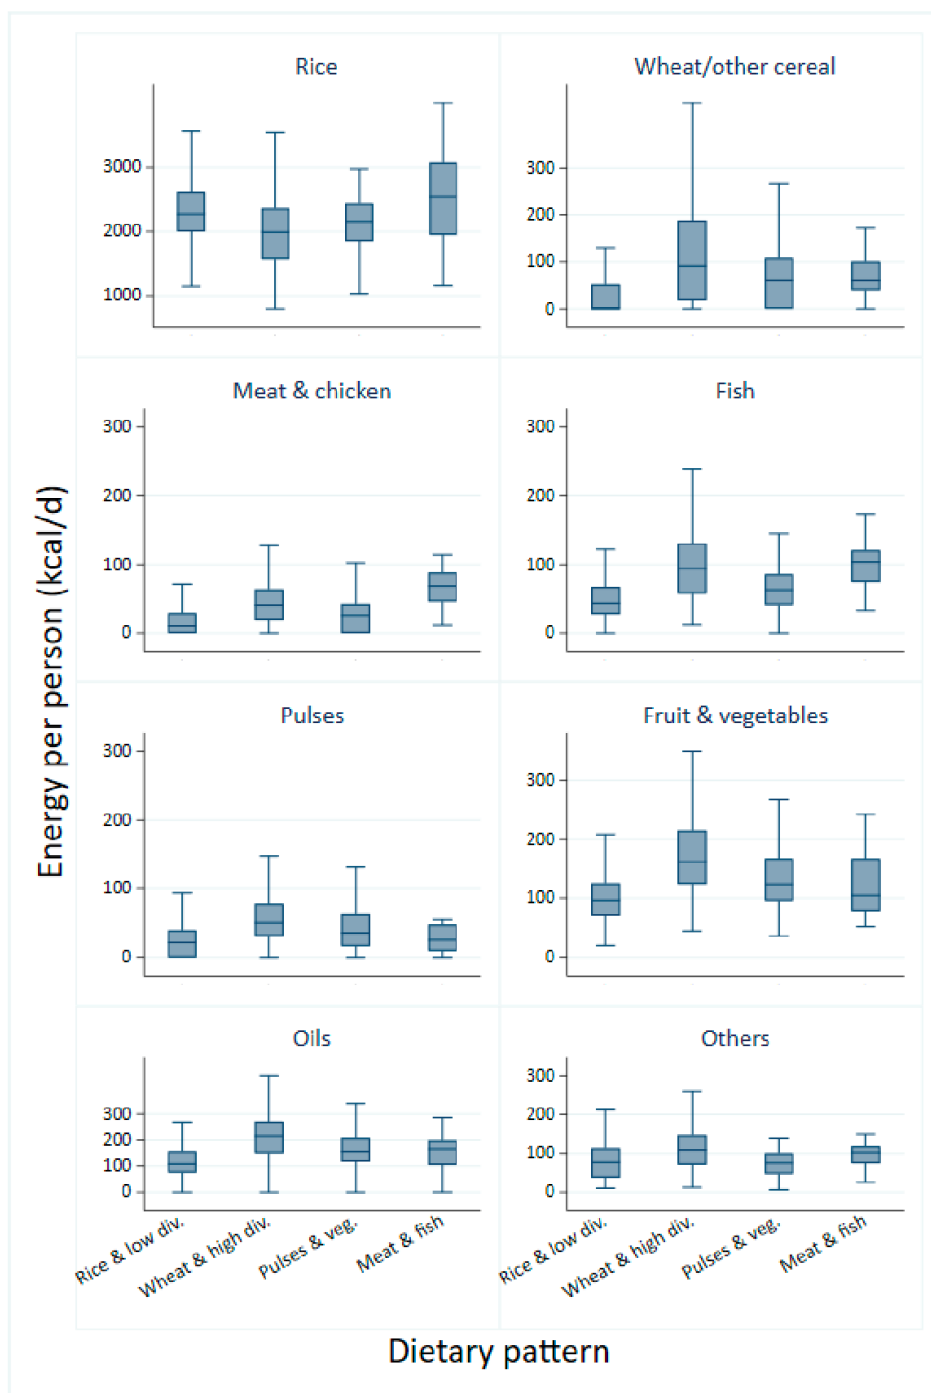 Rice
3000
2000
1000
Wheat/other cereal
300
200
100
0
Meat & chicken
300
200
100
0
Fish
300
200
100
0
Pulses
300
200
100
0
Fruit & vegetables
300
200
100
0
Oils
300
200
100
0
Rice & low div.
Wheat & high div.
Pulses & veg.
Meat & fish
Others
300
200
100
0
Rice & low div.
Wheat & high div.
Pulses & veg.
Meat & fish
Energy per person (kcal/d)
Dietary pattern